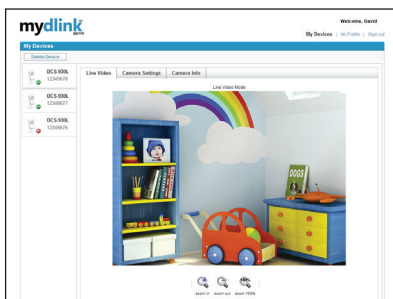 mydlink
BETA
Welcome, David
My Devices | My Profile | Sign out
My Devices
Delete Device
DCS-930L
12345678
DCS-930L
12345677
DCS-930L
12345676
Live Video
Camera Settings
Camera Info
Live Video Mode
DOGS
100%
zoom in
zoom out
zoom 100%